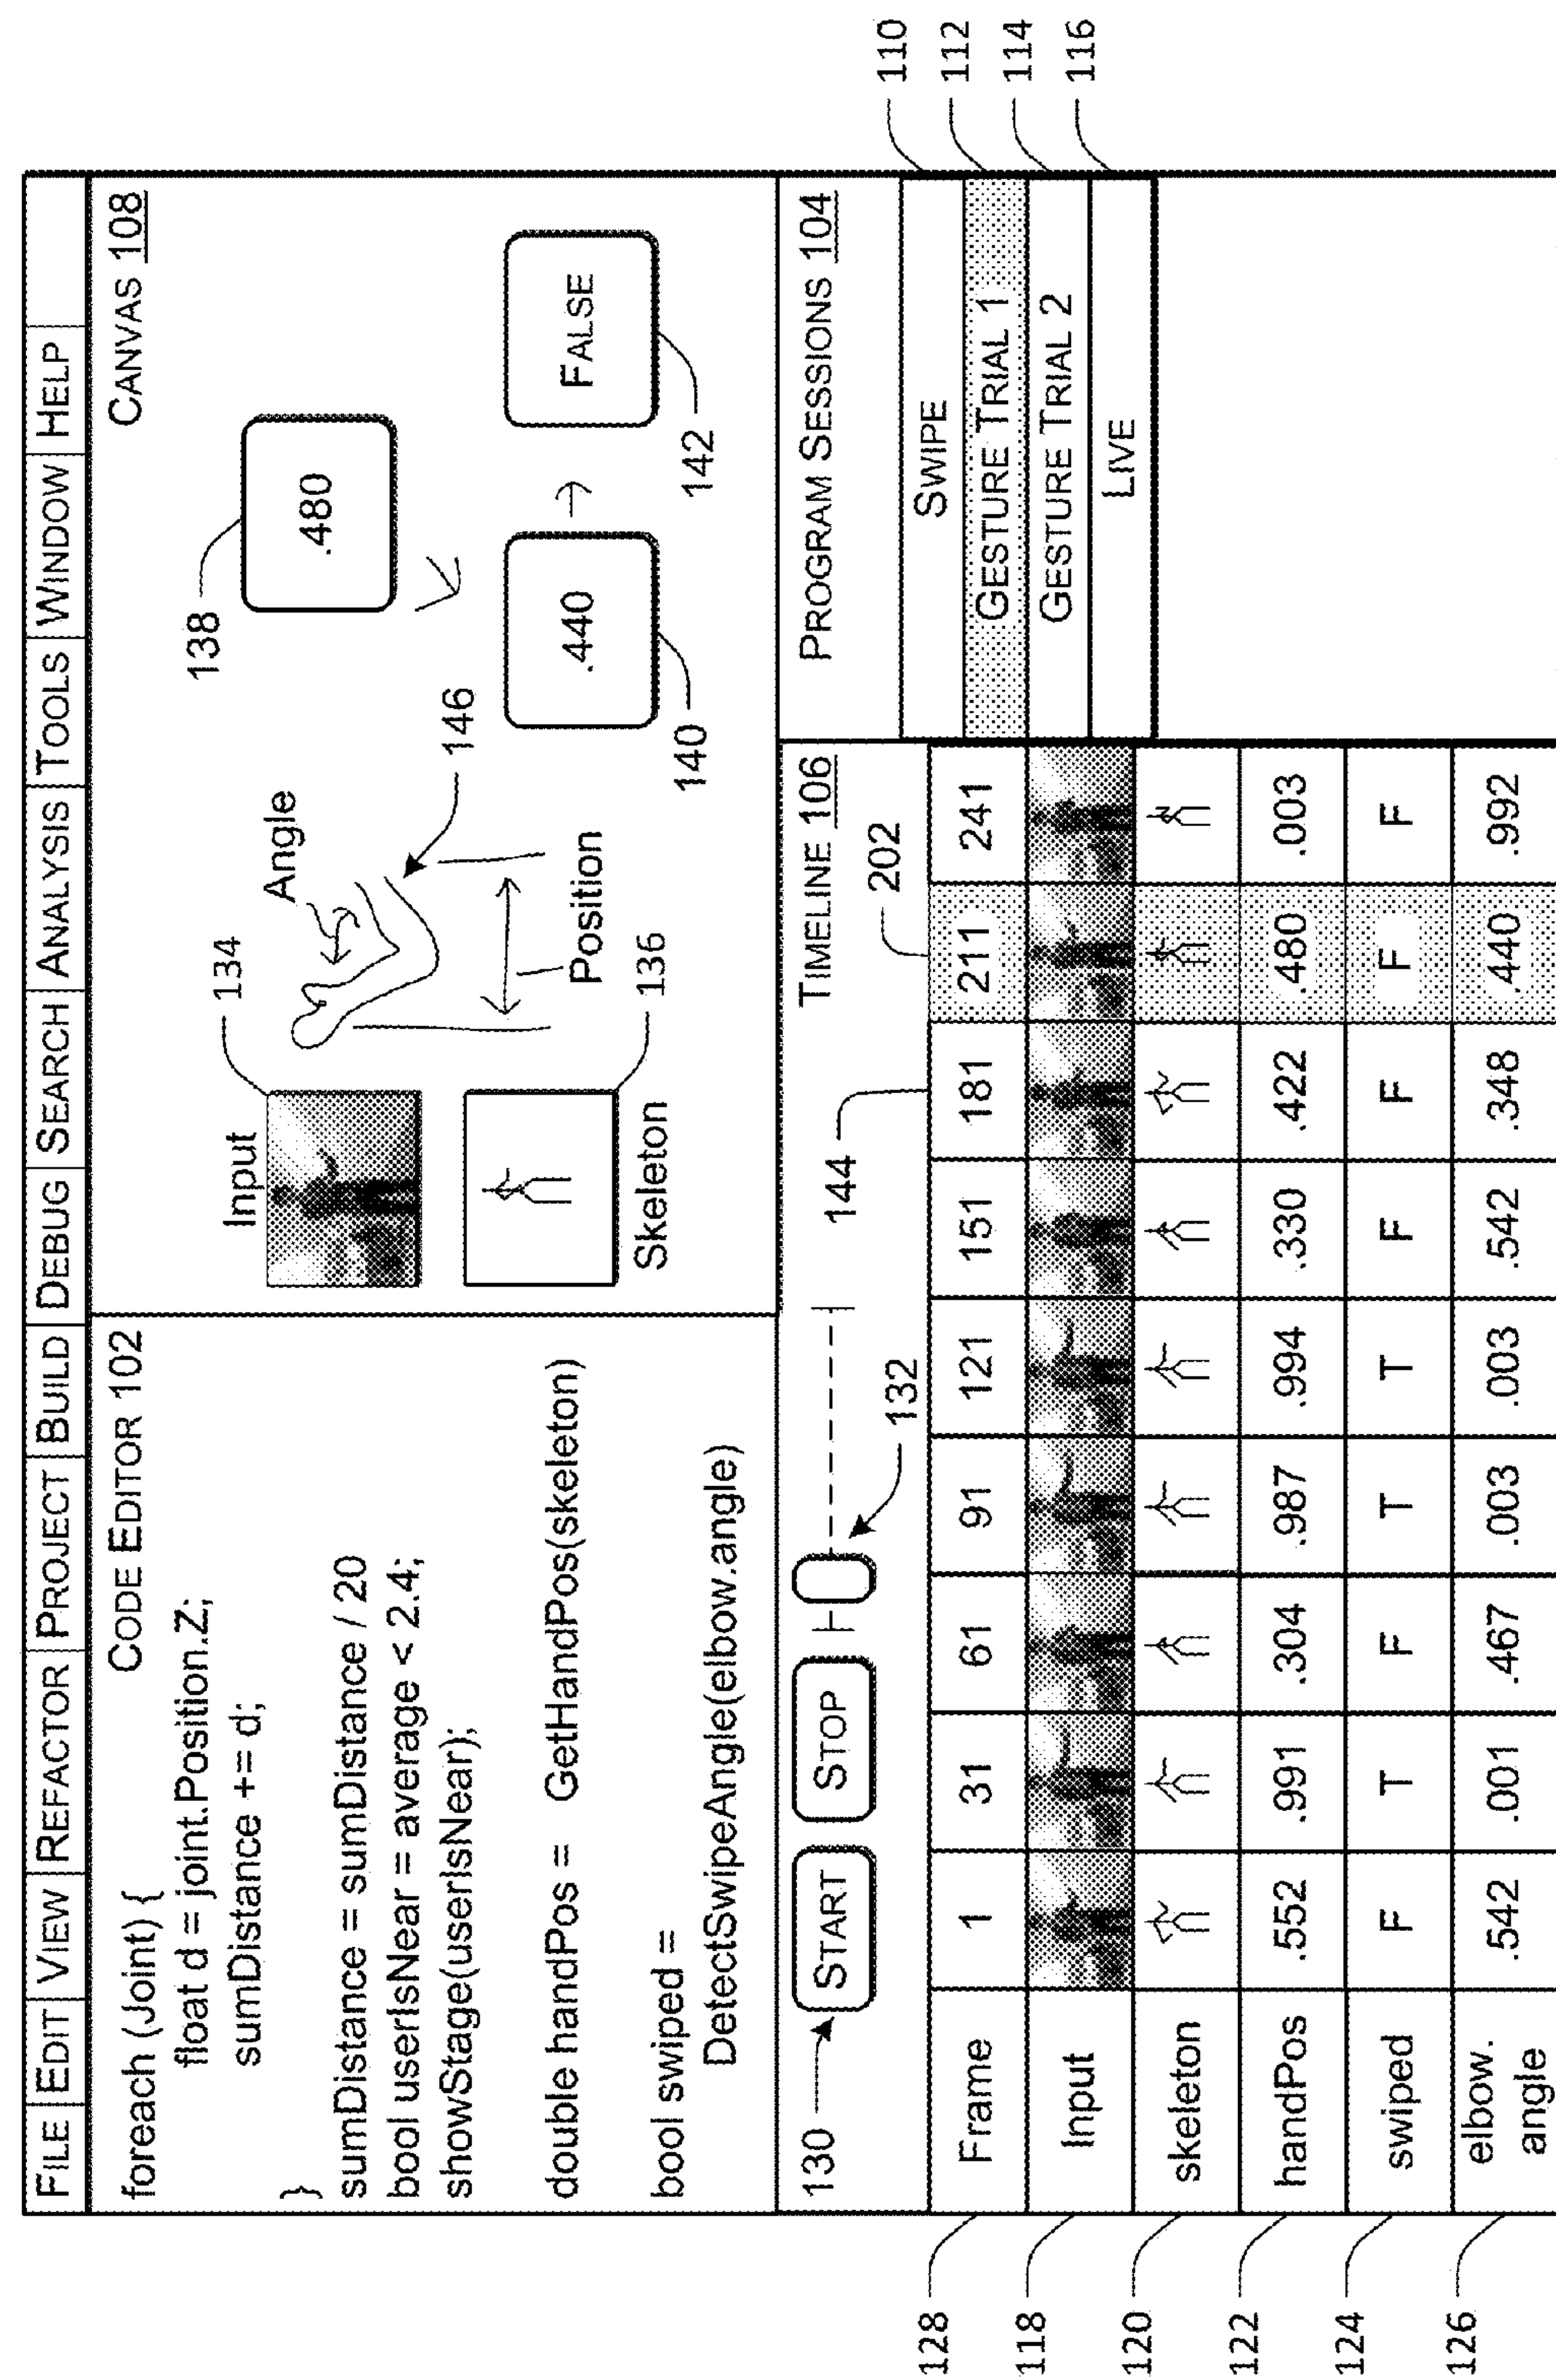 FILE EDIT VIEW REFACTOR PROJECT BUILD DEBUG SEARCH ANALYSIS TOOLS WINDOW HELP
CODE EDITOR 102
foreach (Joint) {
float d = joint.Position.Z;
sumDistance += d;
}
sumDistance = sumDistance / 20
bool userIsNear = average < 2.4;
showStage(userIsNear);
double handPos = GetHandPos(skeleton)
bool swiped =
DetectSwipeAngle(elbow.angle)
CANVAS 108
134
138
Input
Angle
.480
146
Skeleton
136
Position
140
.440
FALSE
142
TIMELINE 106
130
START
STOP
132
144
202
128 Frame 1 31 61 91 121 151 181 211 241
118 Input
120 skeleton
122 handPos .552 .991 .304 .987 .994 .330 .422 .480 .003
124 swiped F T F T T F F F F
126 elbow. .542 .001 .467 .003 .003 .542 .348 .440 .992
angle
PROGRAM SESSIONS 104
SWIPE 110
GESTURE TRIAL 1 112
GESTURE TRIAL 2 114
LIVE 116